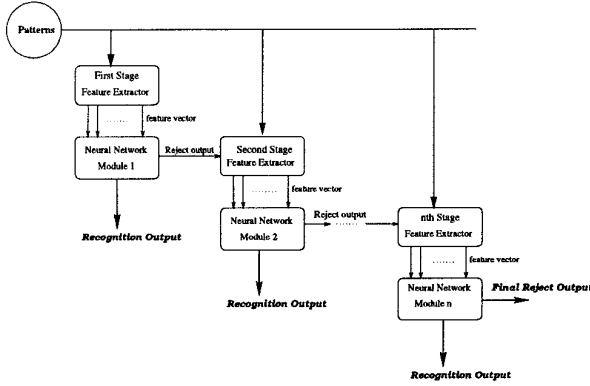 Patterns
First Stage
Feature Extractor
........
feature vector
Neural Network
Module 1
Reject output
Second Stage
Feature Extractor
Recognition Output
........
feature vector
Neural Network
Module 2
Reject output
......
nth Stage
Feature Extractor
Recognition Output
.......
feature vector
Neural Network
Module n
Final Reject Output
Recognition Output